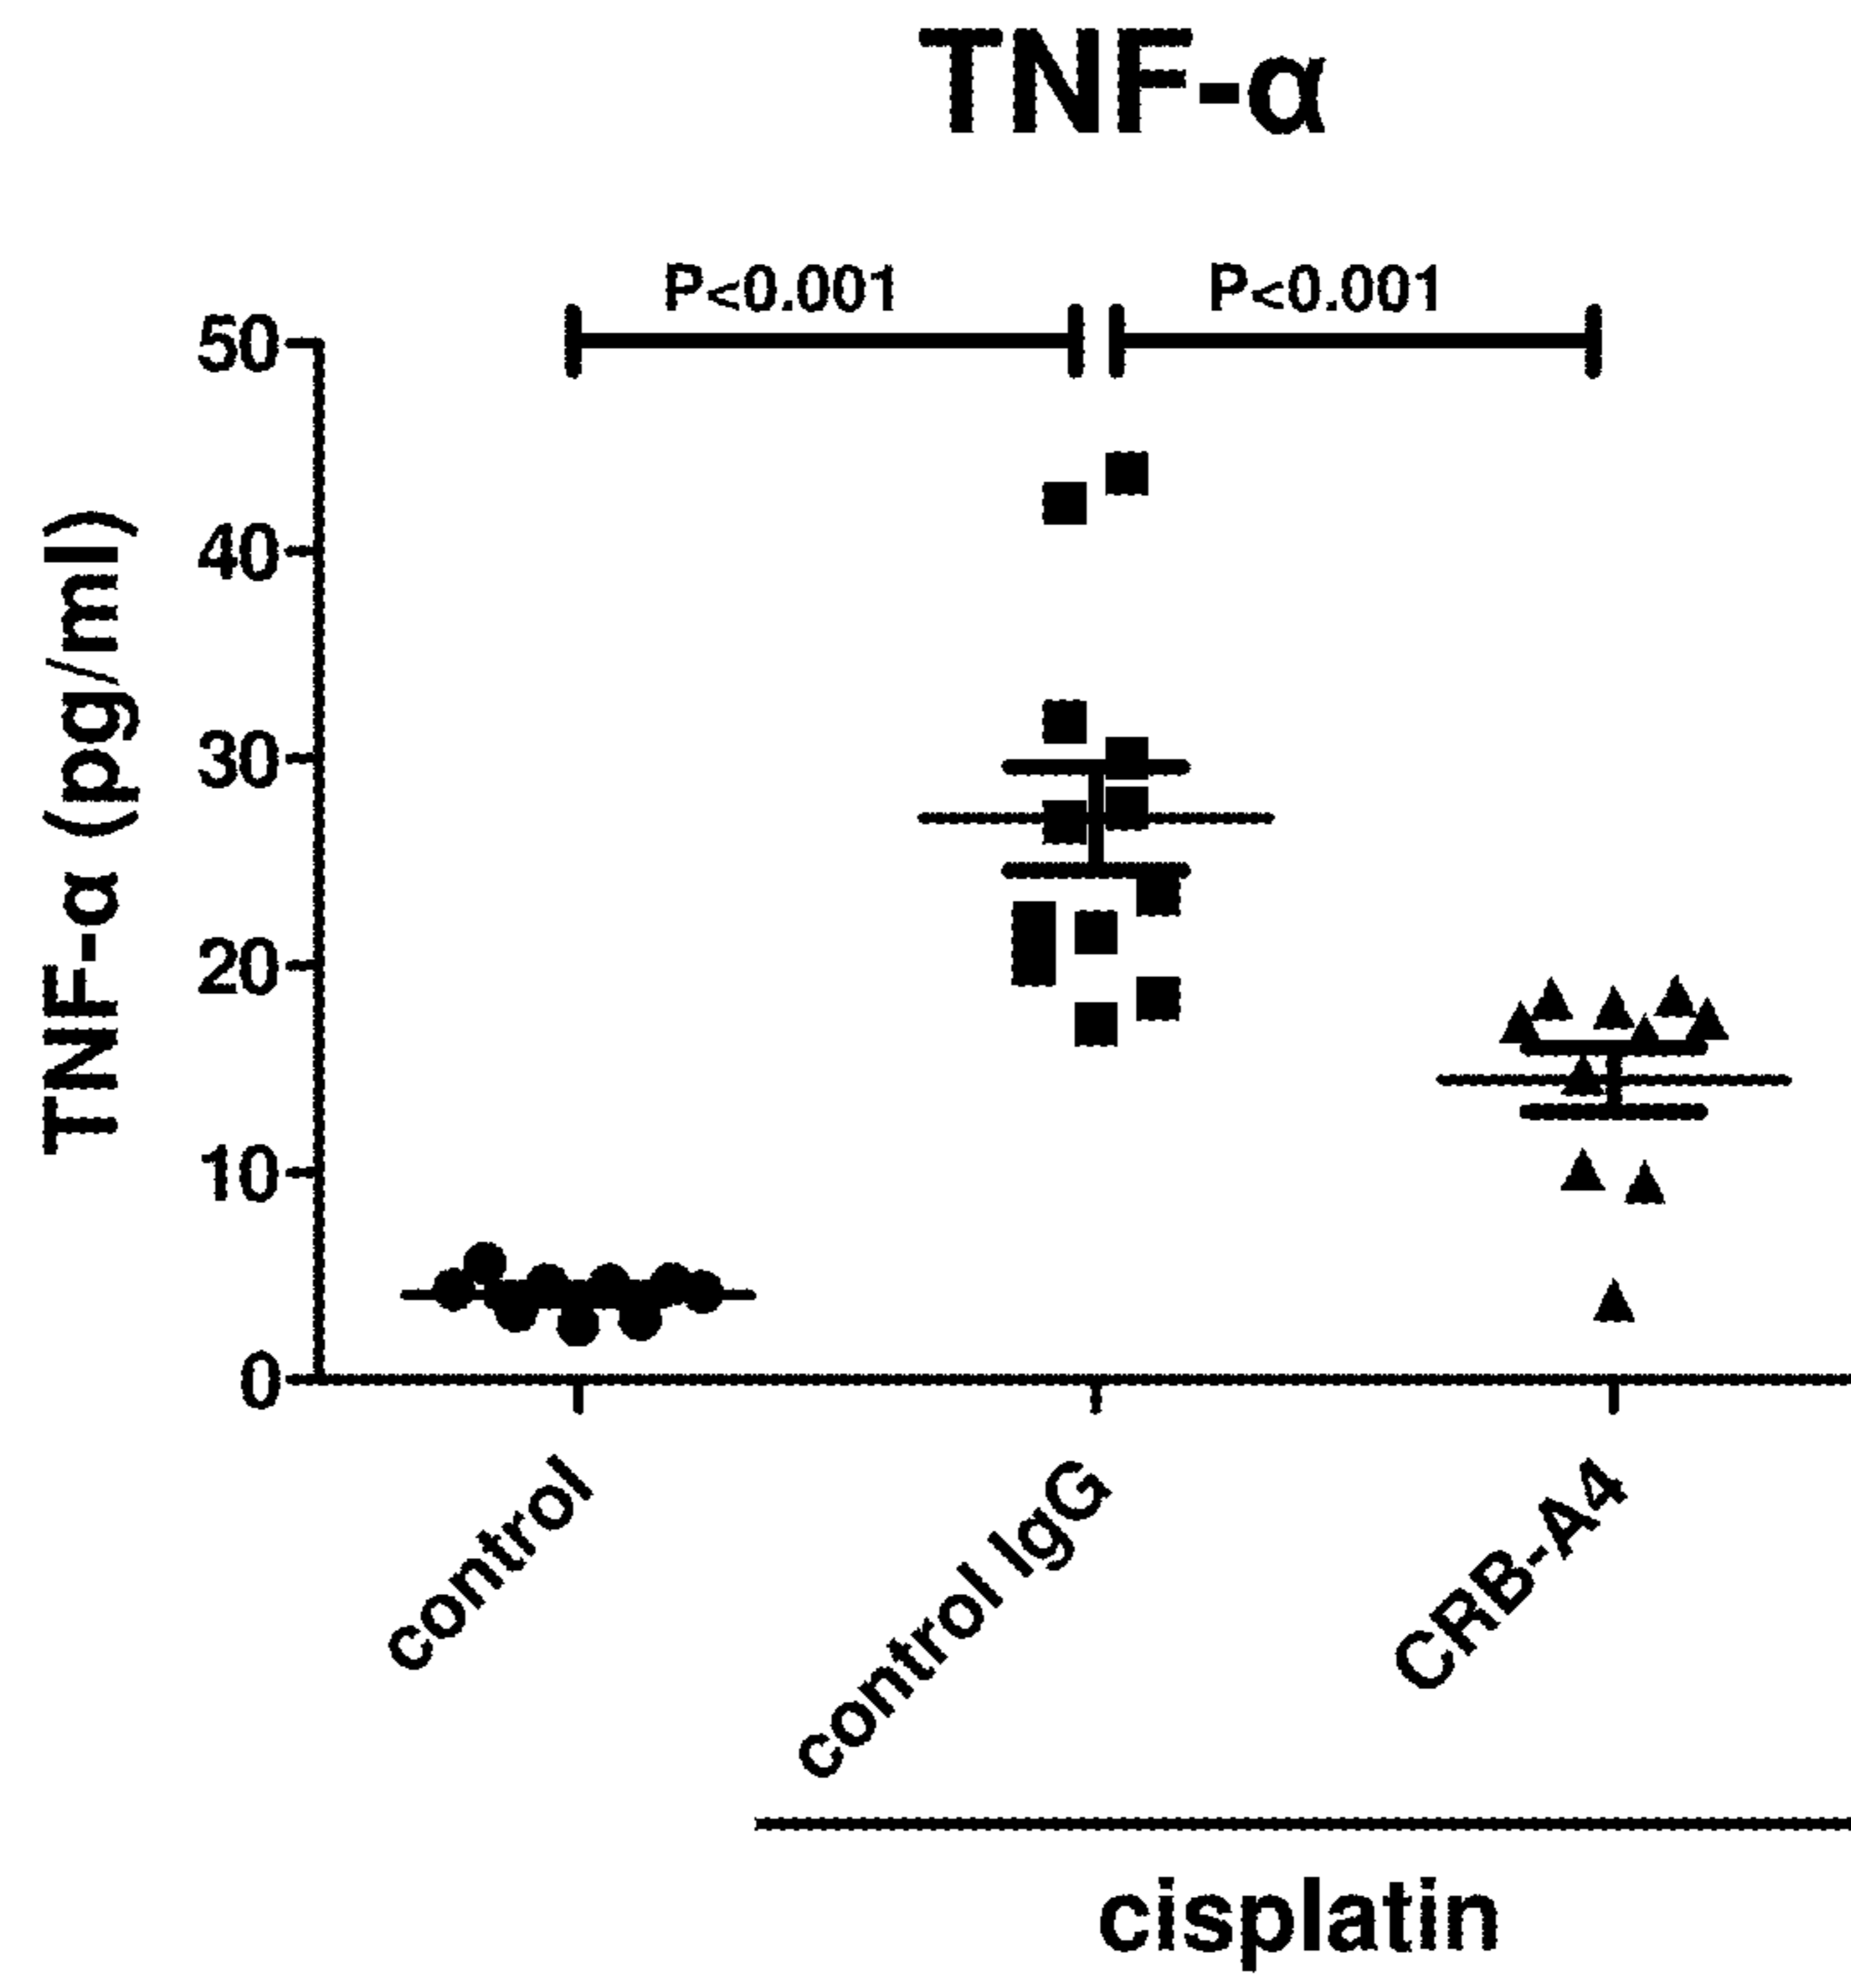 TNF-α
P<0.001 P<0.001
TNF-α (pg/ml)
50
40
30
20
10
0
control
control IgG
CRB-A4
cisplatin